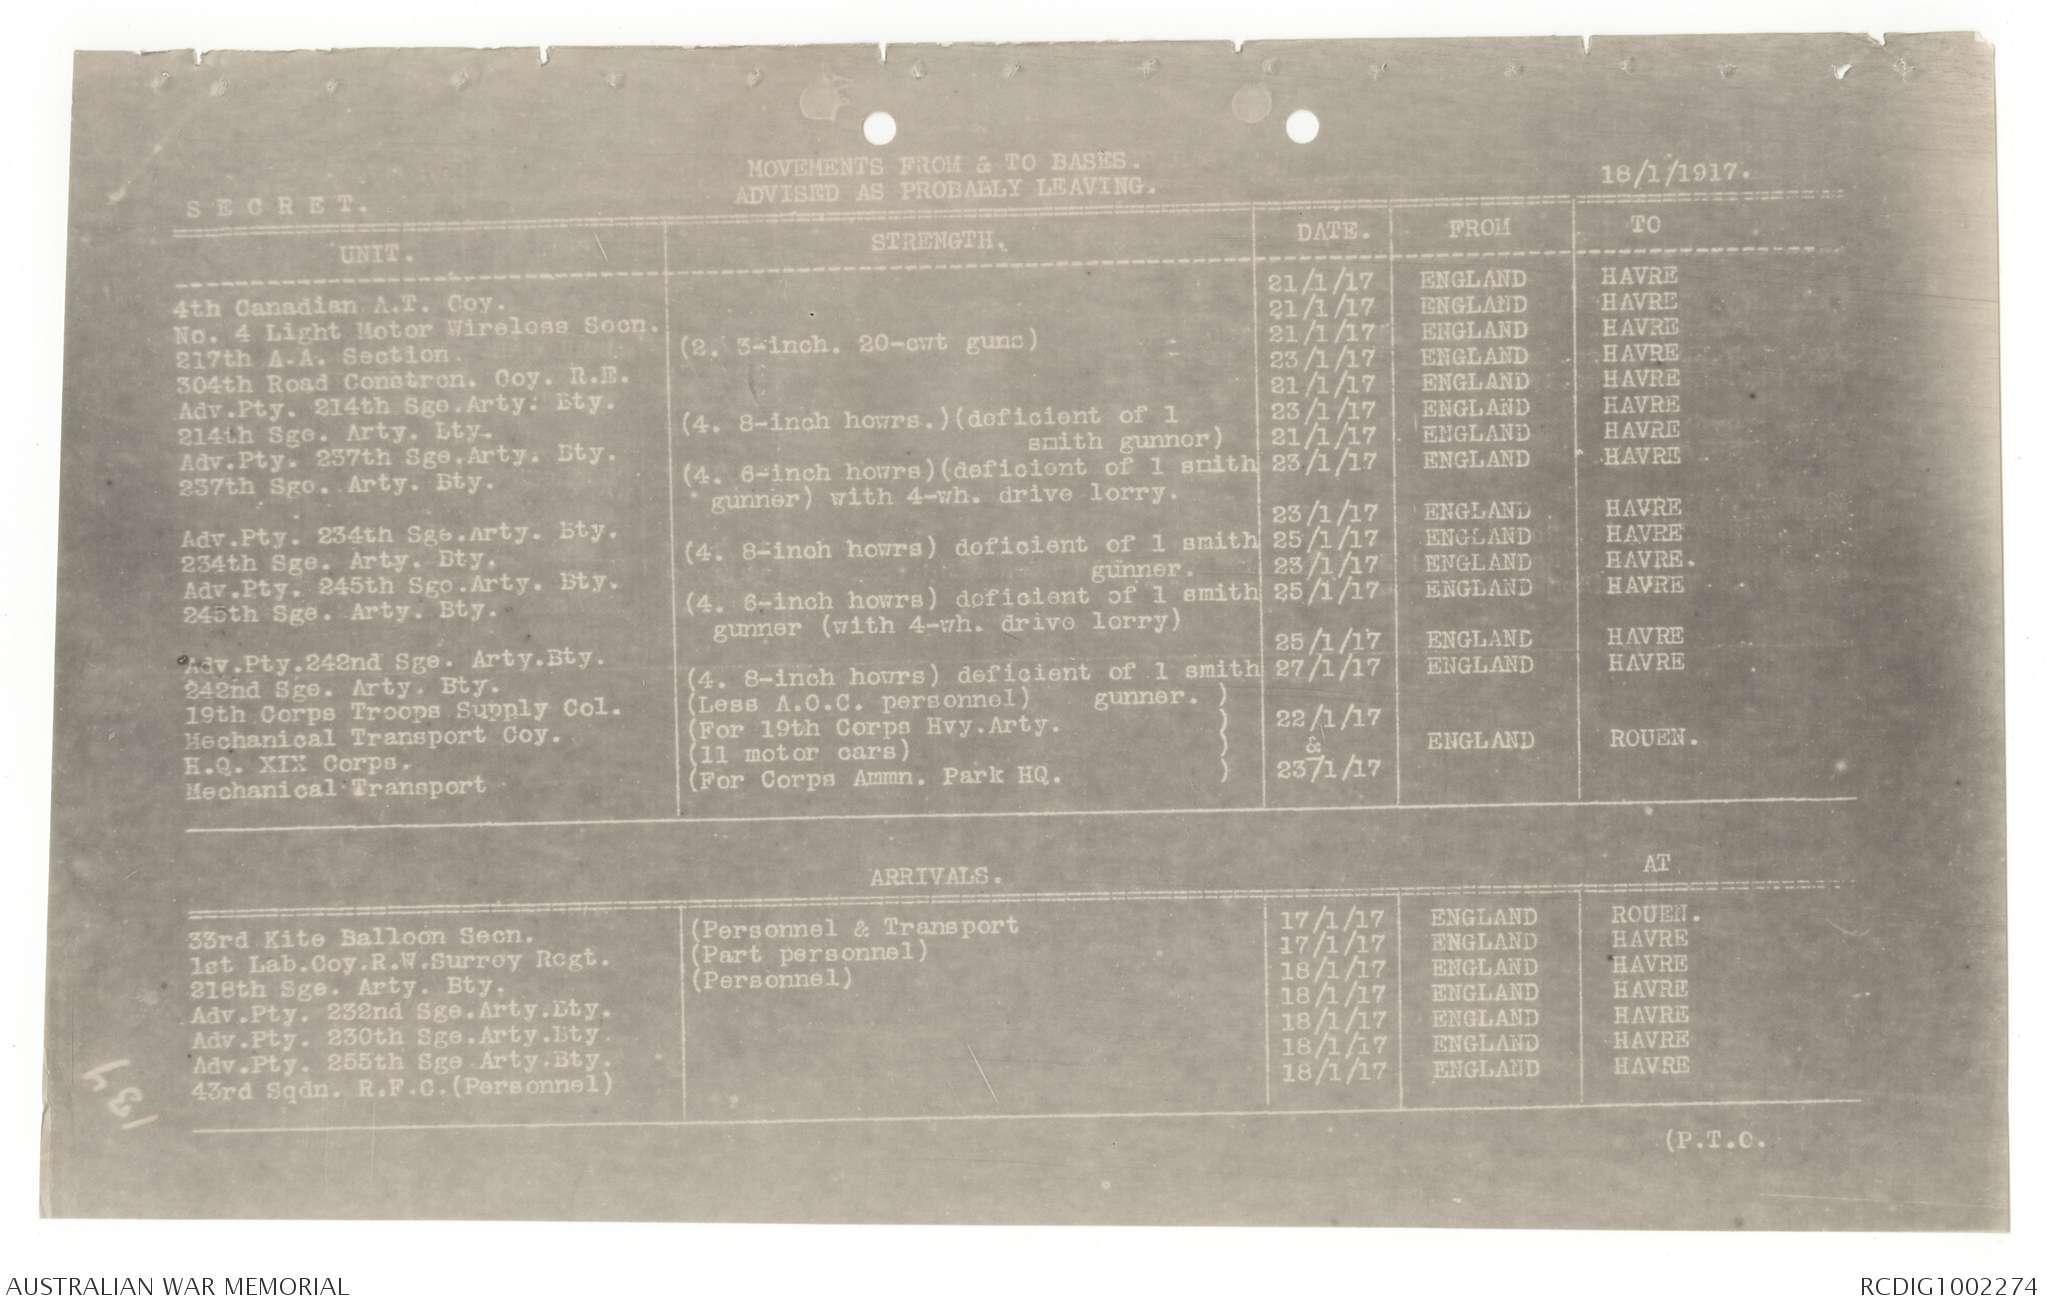 MOVEMENTS FROM & TO BASES.
ADVISED AS PROBABLY LEAVING.
18/1/1917.
SECRET.
UNIT. STRENGTH. DATE. FROM TO
4th Canadian A.T. Coy. 21/1/17 ENGLAND HAVRE
No. 4 Light Motor Wireless Secn. 21/1/17 ENGLAND HAVRE
217th A.A. Section. (2. 3-inch. 20-cwt guns) 21/1/17 ENGLAND HAVRE
304th Road Constron. Coy. R.E. 23/1/17 ENGLAND HAVRE
Adv.Pty. 214th Sge.Arty. Bty. 21/1/17 ENGLAND HAVRE
214th Sge. Arty. Bty. (4. 8-inch howrs.)(deficient of 1 23/1/17 ENGLAND HAVRE
smith gunner)
Adv.Pty. 237th Sge.Arty. Bty. 21/1/17 ENGLAND HAVRE
237th Sge. Arty. Bty. (4. 6-inch howrs)(deficient of 1 smith 23/1/17 ENGLAND HAVRE
gunner) with 4-wh. drive lorry.
Adv.Pty. 234th Sge.Arty. Bty. 23/1/17 ENGLAND HAVRE
234th Sge. Arty. Bty. (4. 8-inch howrs) deficient of 1 smith 25/1/17 ENGLAND HAVRE
gunner.
Adv.Pty. 245th Sge.Arty. Bty. 23/1/17 ENGLAND HAVRE.
245th Sge. Arty. Bty. (4. 6-inch howrs) deficient of 1 smith 25/1/17 ENGLAND HAVRE
gunner (with 4-wh. drive lorry)
Adv.Pty.242nd Sge. Arty.Bty. 25/1/17 ENGLAND HAVRE
242nd Sge. Arty. Bty. (4. 8-inch howrs) deficient of 1 smith 27/1/17 ENGLAND HAVRE
19th Corps Troops Supply Col. (Less A.O.C. personnel) gunner. )
Mechanical Transport Coy. (For 19th Corps Hvy.Arty. ) 22/1/17
H.Q. XIX Corps. (11 motor cars) ) & ENGLAND ROUEN.
Mechanical Transport (For Corps Ammn. Park HQ. ) 23/1/17
ARRIVALS. AT
33rd Kite Balloon Secn. (Personnel & Transport 17/1/17 ENGLAND ROUEN.
1st Lab.Coy.R.W.Surrey Regt. (Part personnel) 17/1/17 ENGLAND HAVRE
218th Sge. Arty. Bty. (Personnel) 18/1/17 ENGLAND HAVRE
Adv.Pty. 232nd Sge.Arty.Bty. 18/1/17 ENGLAND HAVRE
Adv.Pty. 230th Sge.Arty.Bty. 18/1/17 ENGLAND HAVRE
Adv.Pty. 255th Sge Arty.Bty. 18/1/17 ENGLAND HAVRE
43rd Sqdn. R.F.C.(Personnel) 18/1/17 ENGLAND HAVRE
134
(P.T.O.
AUSTRALIAN WAR MEMORIAL RCDIG1002274